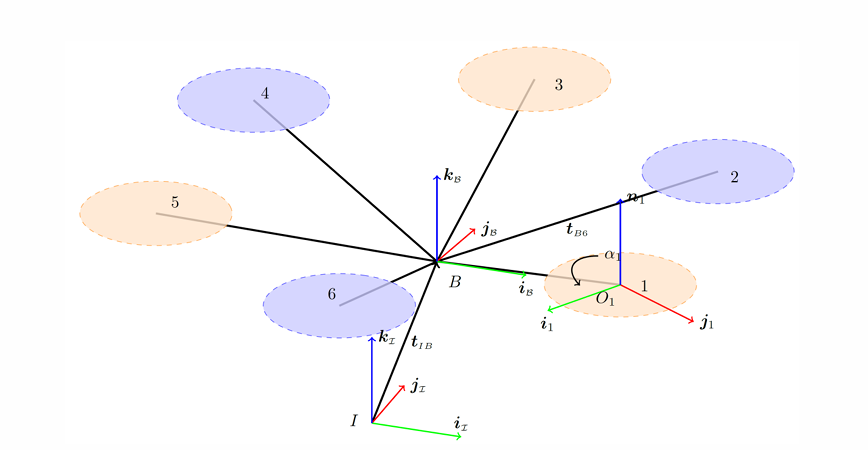 3
4
2
5
k_ℬ
n_1
j_ℬ
t_B6
α_1
B
i_ℬ
1
6
O_1
i_1
j_1
k_ℐ
t_IB
j_ℐ
I
i_ℐ